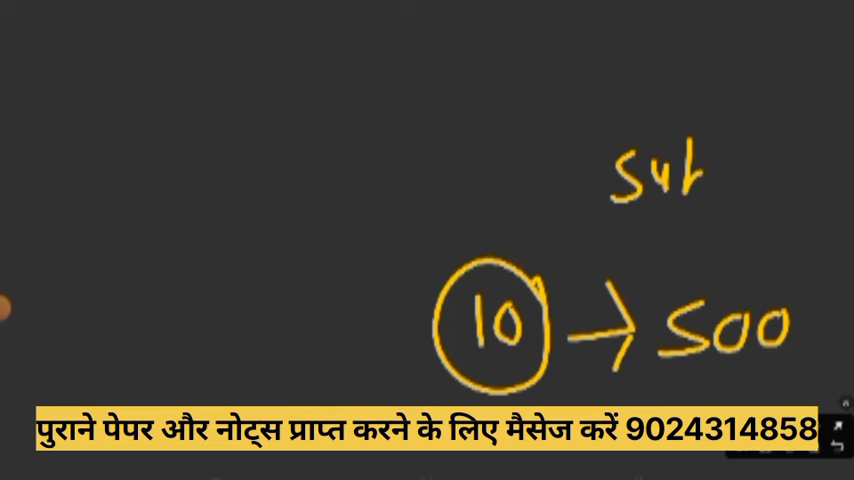 sub
10 → 500
पुराने पेपर और नोट्स प्राप्त करने के लिए मैसेज करें 9024314858